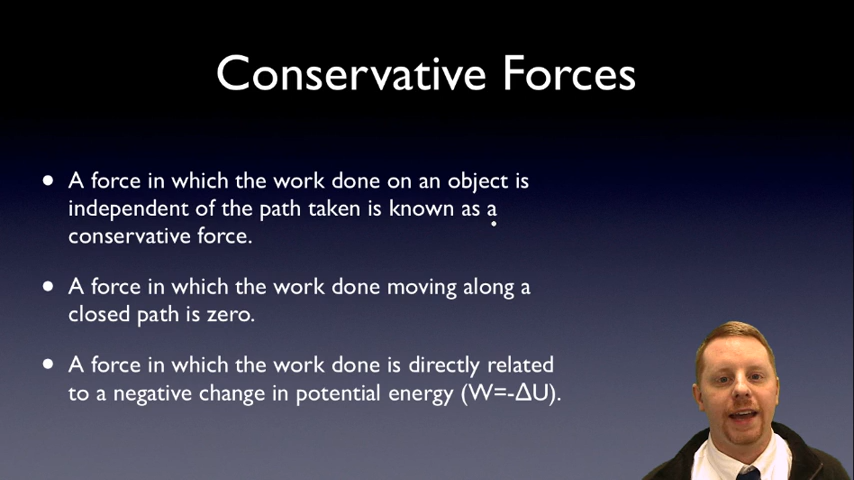 Conservative Forces
• A force in which the work done on an object is
independent of the path taken is known as a
conservative force.
• A force in which the work done moving along a
closed path is zero.
• A force in which the work done is directly related
to a negative change in potential energy (W=-ΔU).